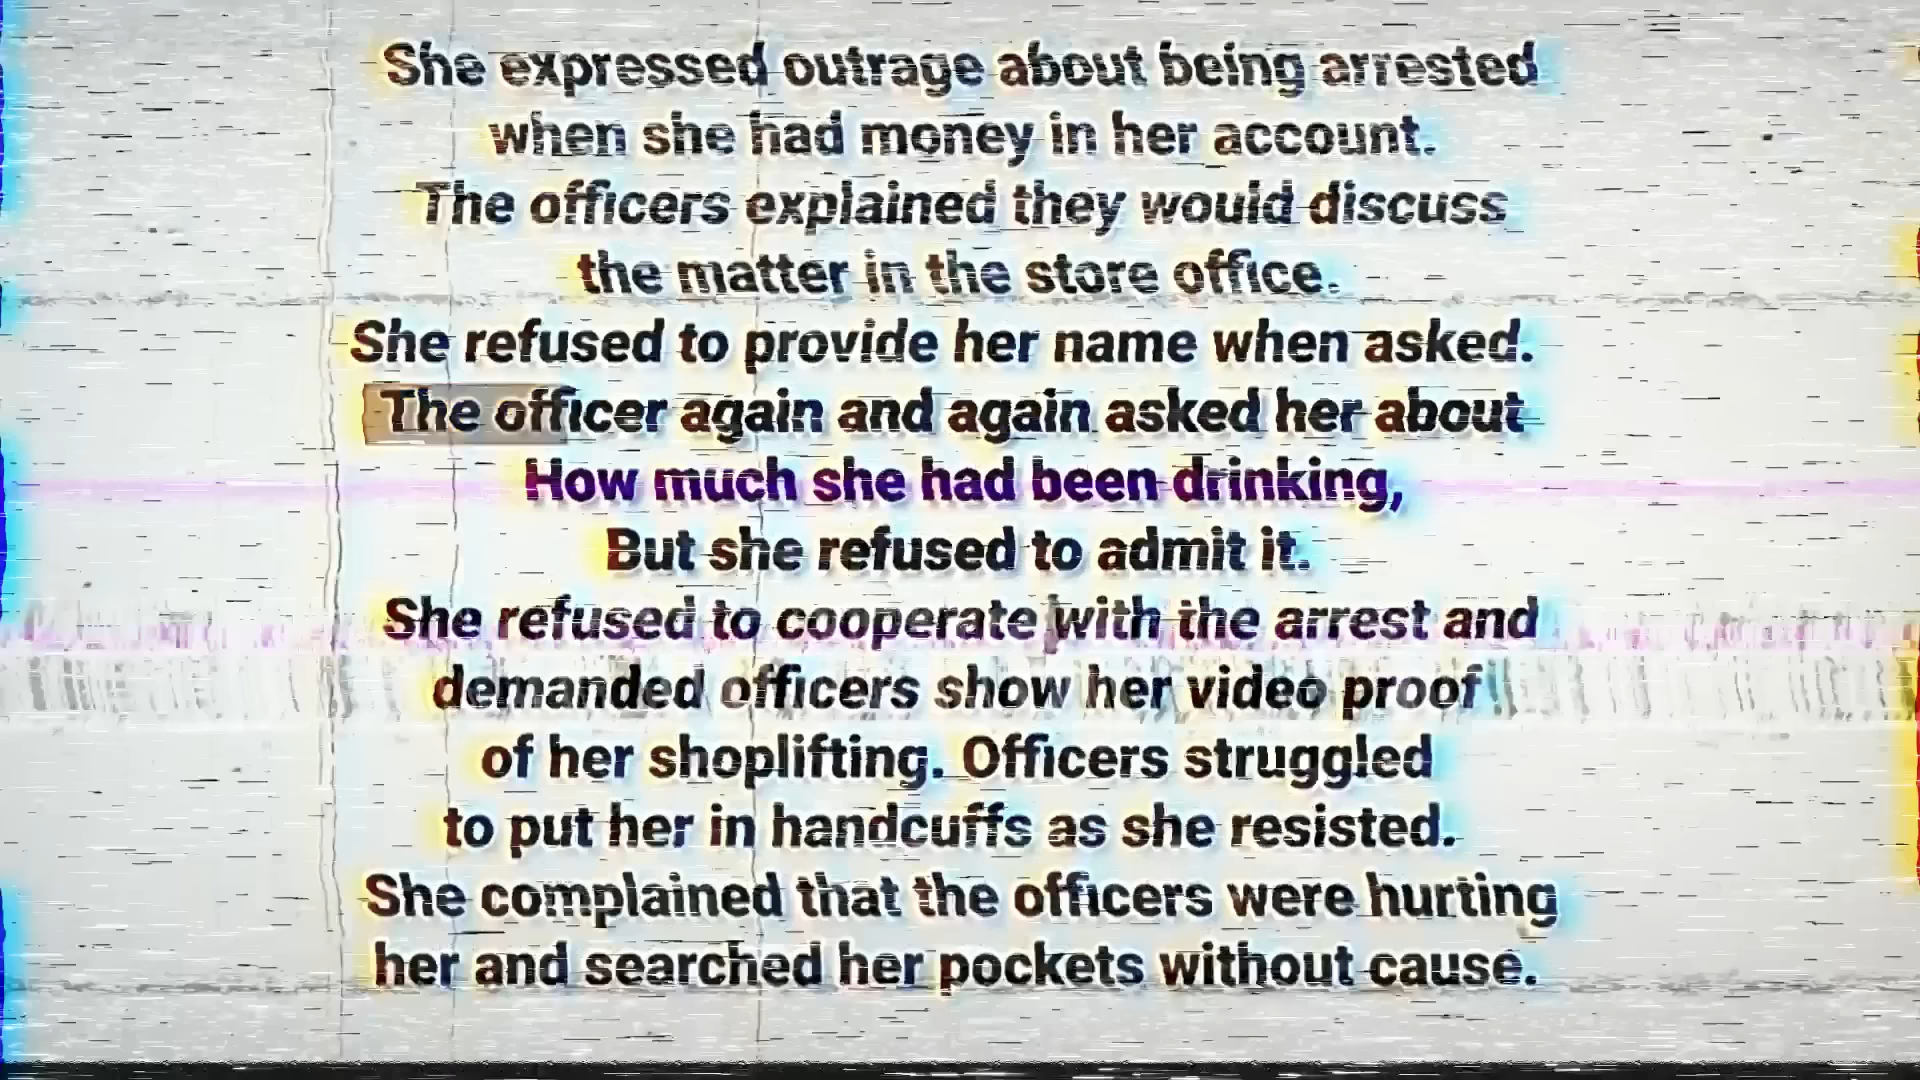 She expressed outrage about being arrested
when she had money in her account.
The officers explained they would discuss
the matter in the store office.
She refused to provide her name when asked.
The officer again and again asked her about
How much she had been drinking,
But she refused to admit it.
She refused to cooperate with the arrest and
demanded officers show her video proof
of her shoplifting. Officers struggled
to put her in handcuffs as she resisted.
She complained that the officers were hurting
her and searched her pockets without cause.